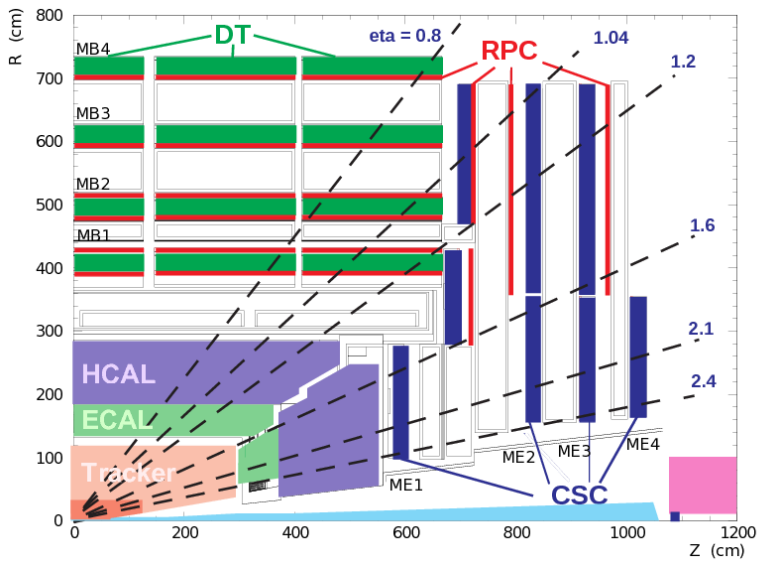 R (cm)
800
700
600
500
400
300
200
100
0
MB4
MB3
MB2
MB1
DT
eta = 0.8
RPC
1.04
1.2
1.6
2.1
2.4
HCAL
ECAL
Tracker
ME1
ME2
ME3
ME4
CSC
0
200
400
600
800
1000
1200
Z (cm)